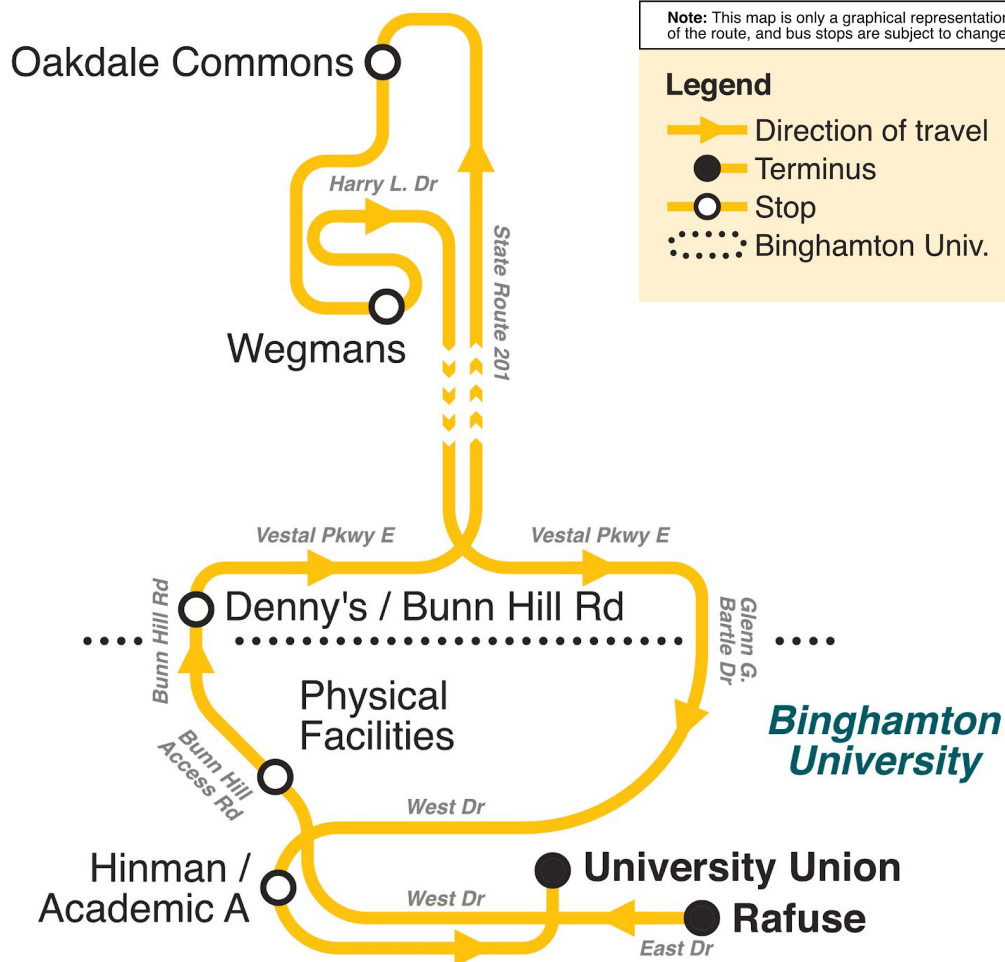 Note: This map is only a graphical representation
of the route, and bus stops are subject to change
Legend
Direction of travel
Terminus
Stop
Binghamton Univ.
Oakdale Commons
Harry L. Dr
State Route 201
Wegmans
Vestal Pkwy E
Vestal Pkwy E
Bunn Hill Rd
Denny's / Bunn Hill Rd
Glenn G.
Bartle Dr
Physical
Facilities
Binghamton
University
Bunn Hill
Access Rd
West Dr
Hinman /
Academic A
University Union
West Dr
Rafuse
East Dr